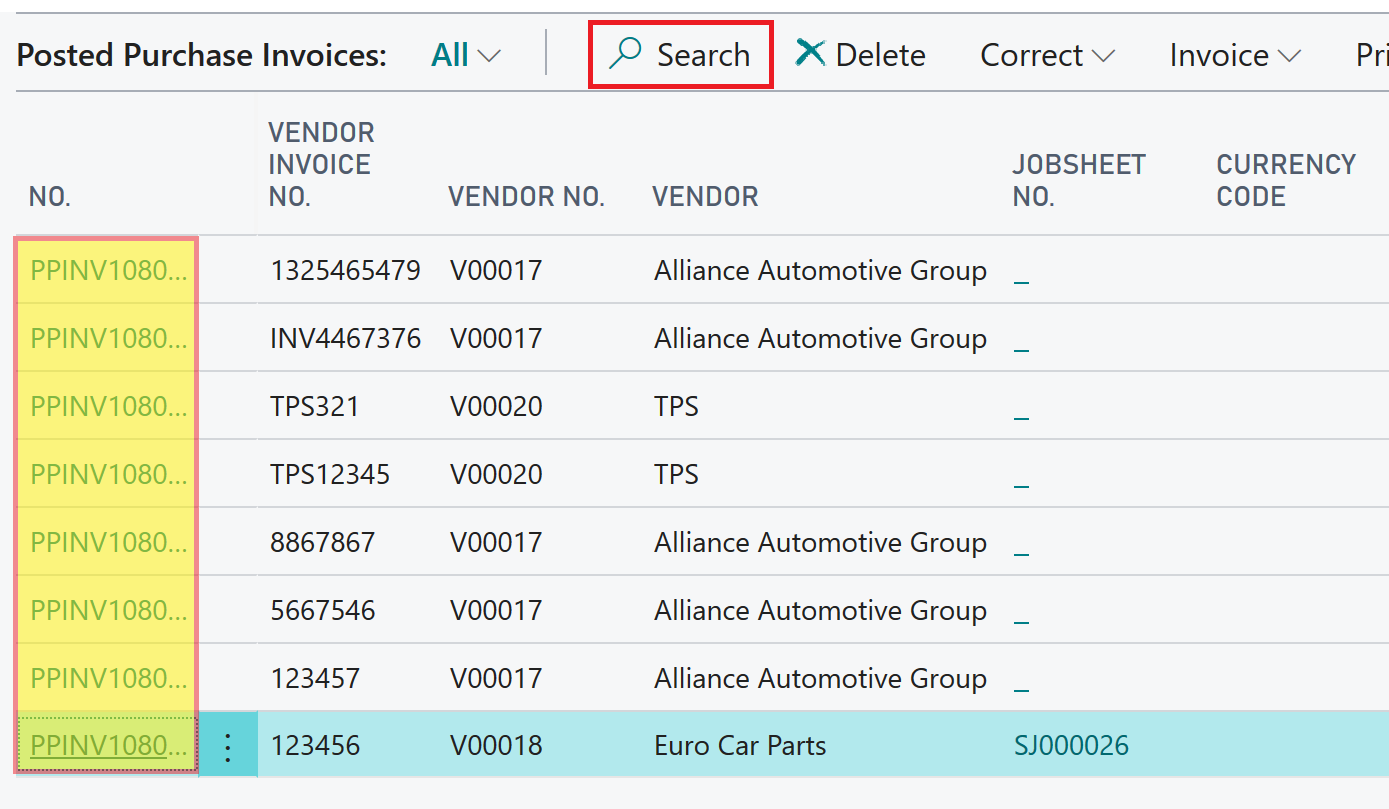 Posted Purchase Invoices: All Search Delete Correct Invoice Pri
NO. VENDOR INVOICE NO. VENDOR NO. VENDOR JOBSHEET NO. CURRENCY CODE
PPINV1080... 1325465479 V00017 Alliance Automotive Group _
PPINV1080... INV4467376 V00017 Alliance Automotive Group _
PPINV1080... TPS321 V00020 TPS _
PPINV1080... TPS12345 V00020 TPS _
PPINV1080... 8867867 V00017 Alliance Automotive Group _
PPINV1080... 5667546 V00017 Alliance Automotive Group _
PPINV1080... 123457 V00017 Alliance Automotive Group _
PPINV1080... 123456 V00018 Euro Car Parts SJ000026